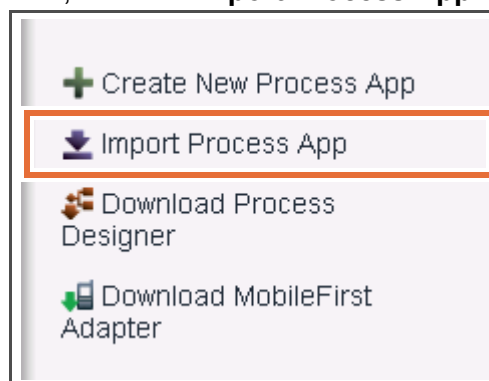 Create New Process App
Import Process App
Download Process
Designer
Download MobileFirst
Adapter